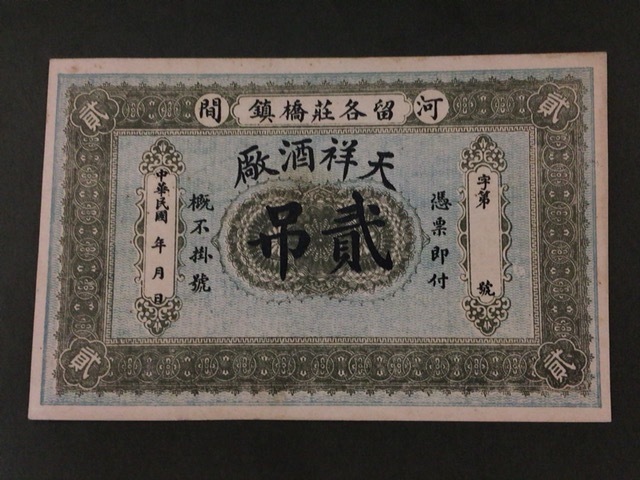 河間
留各莊橋鎮
天祥酒廠
貳吊
憑票即付
概不掛號
字第 號
中華民國 年 月 日
貳
貳
貳
貳